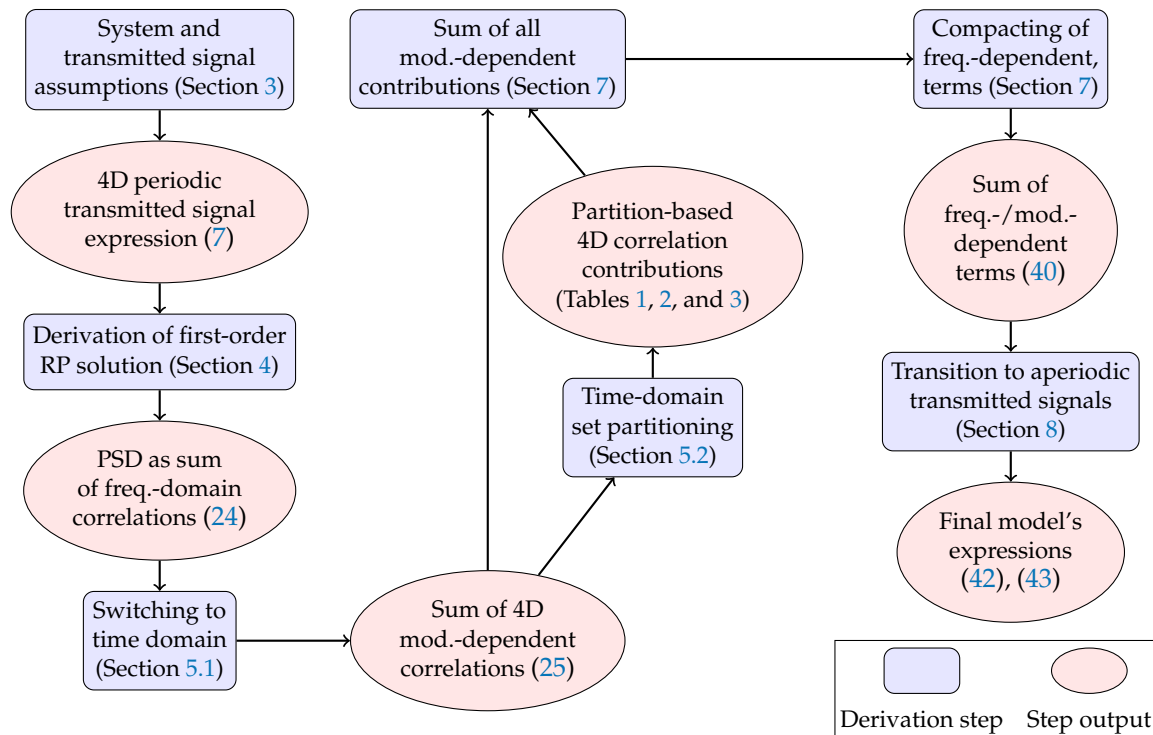 System and
transmitted signal
assumptions (Section 3)
4D periodic
transmitted signal
expression (7)
Derivation of first-order
RP solution (Section 4)
PSD as sum
of freq.-domain
correlations (24)
Switching to
time domain
(Section 5.1)
Sum of 4D
mod.-dependent
correlations (25)
Time-domain
set partitioning
(Section 5.2)
Partition-based
4D correlation
contributions
(Tables 1, 2, and 3)
Sum of all
mod.-dependent
contributions (Section 7)
Compacting of
freq.-dependent,
terms (Section 7)
Sum of
freq.-/mod.-
dependent
terms (40)
Transition to aperiodic
transmitted signals
(Section 8)
Final model's
expressions
(42), (43)
Derivation step
Step output